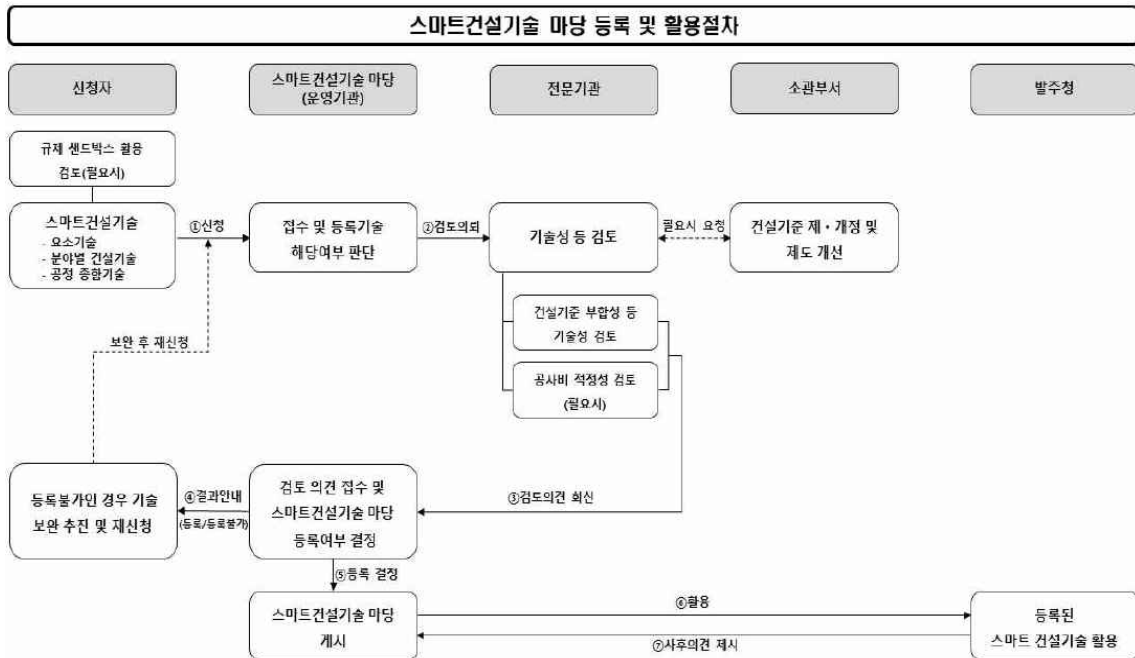 스마트건설기술 마당 등록 및 활용절차
신청자
스마트건설기술 마당
(운영기관)
전문기관
소관부서
발주청
규제 샌드박스 활용
검토(필요시)
스마트건설기술
- 요소기술
- 분야별 건설기술
- 공정 종합기술
①신청
접수 및 등록기술
해당여부 판단
②검토의뢰
기술성 등 검토
필요시 요청
건설기준 제・개정 및
제도 개선
건설기준 부합성 등
기술성 검토
보완 후 재신청
공사비 적정성 검토
(필요시)
등록불가인 경우 기술
보완 추진 및 재신청
④결과안내
(등록/등록불가)
검토 의견 접수 및
스마트건설기술 마당
등록여부 결정
③검토의견 회신
⑤등록 결정
스마트건설기술 마당
게시
⑥활용
⑦사후의견 제시
등록된
스마트 건설기술 활용